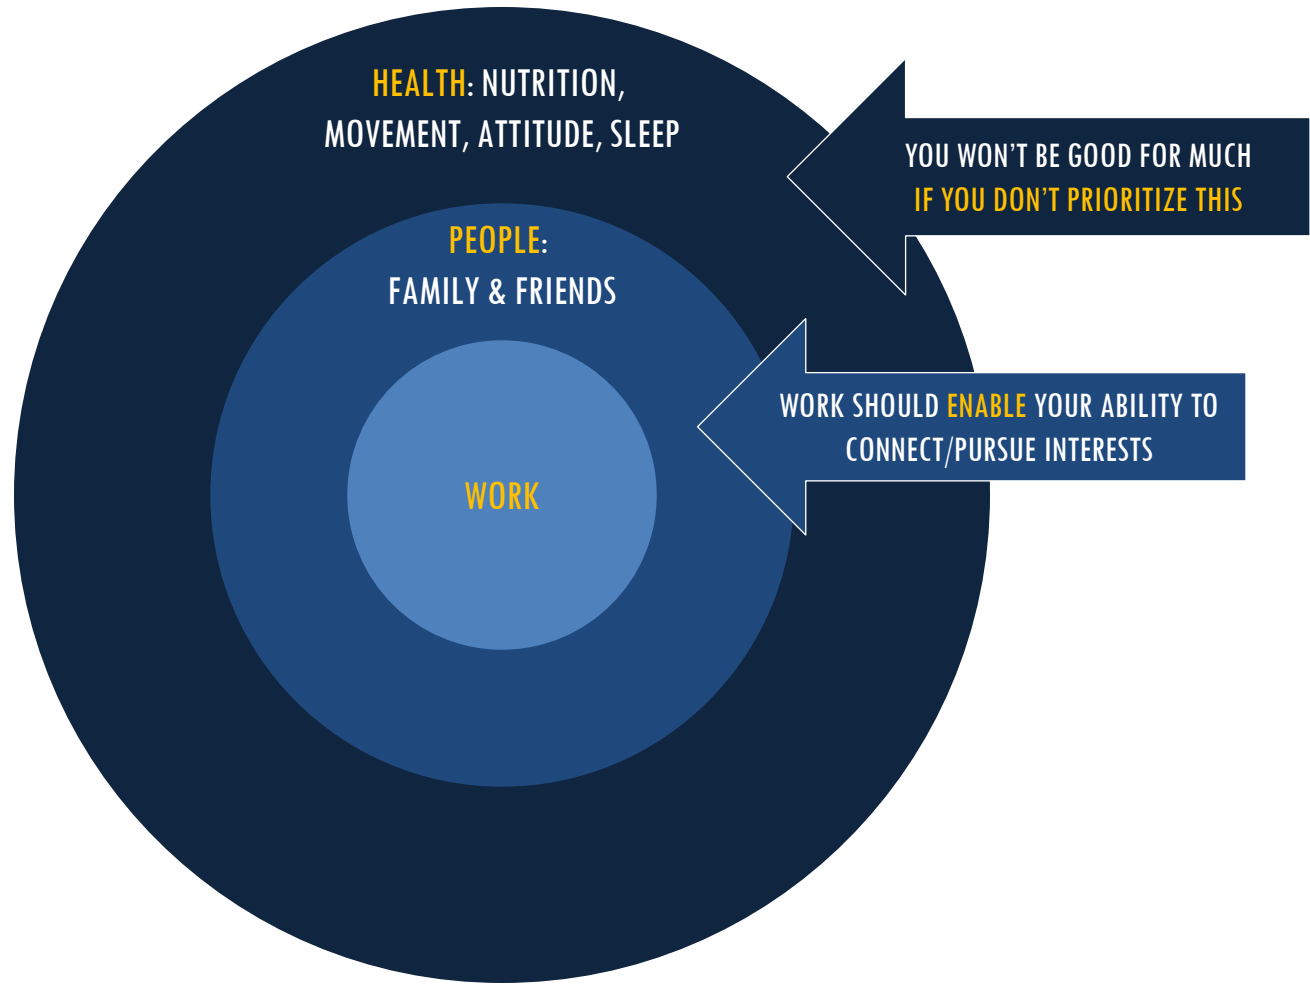 HEALTH: NUTRITION,
MOVEMENT, ATTITUDE, SLEEP
YOU WON'T BE GOOD FOR MUCH
IF YOU DON'T PRIORITIZE THIS
PEOPLE:
FAMILY & FRIENDS
WORK SHOULD ENABLE YOUR ABILITY TO
CONNECT/PURSUE INTERESTS
WORK